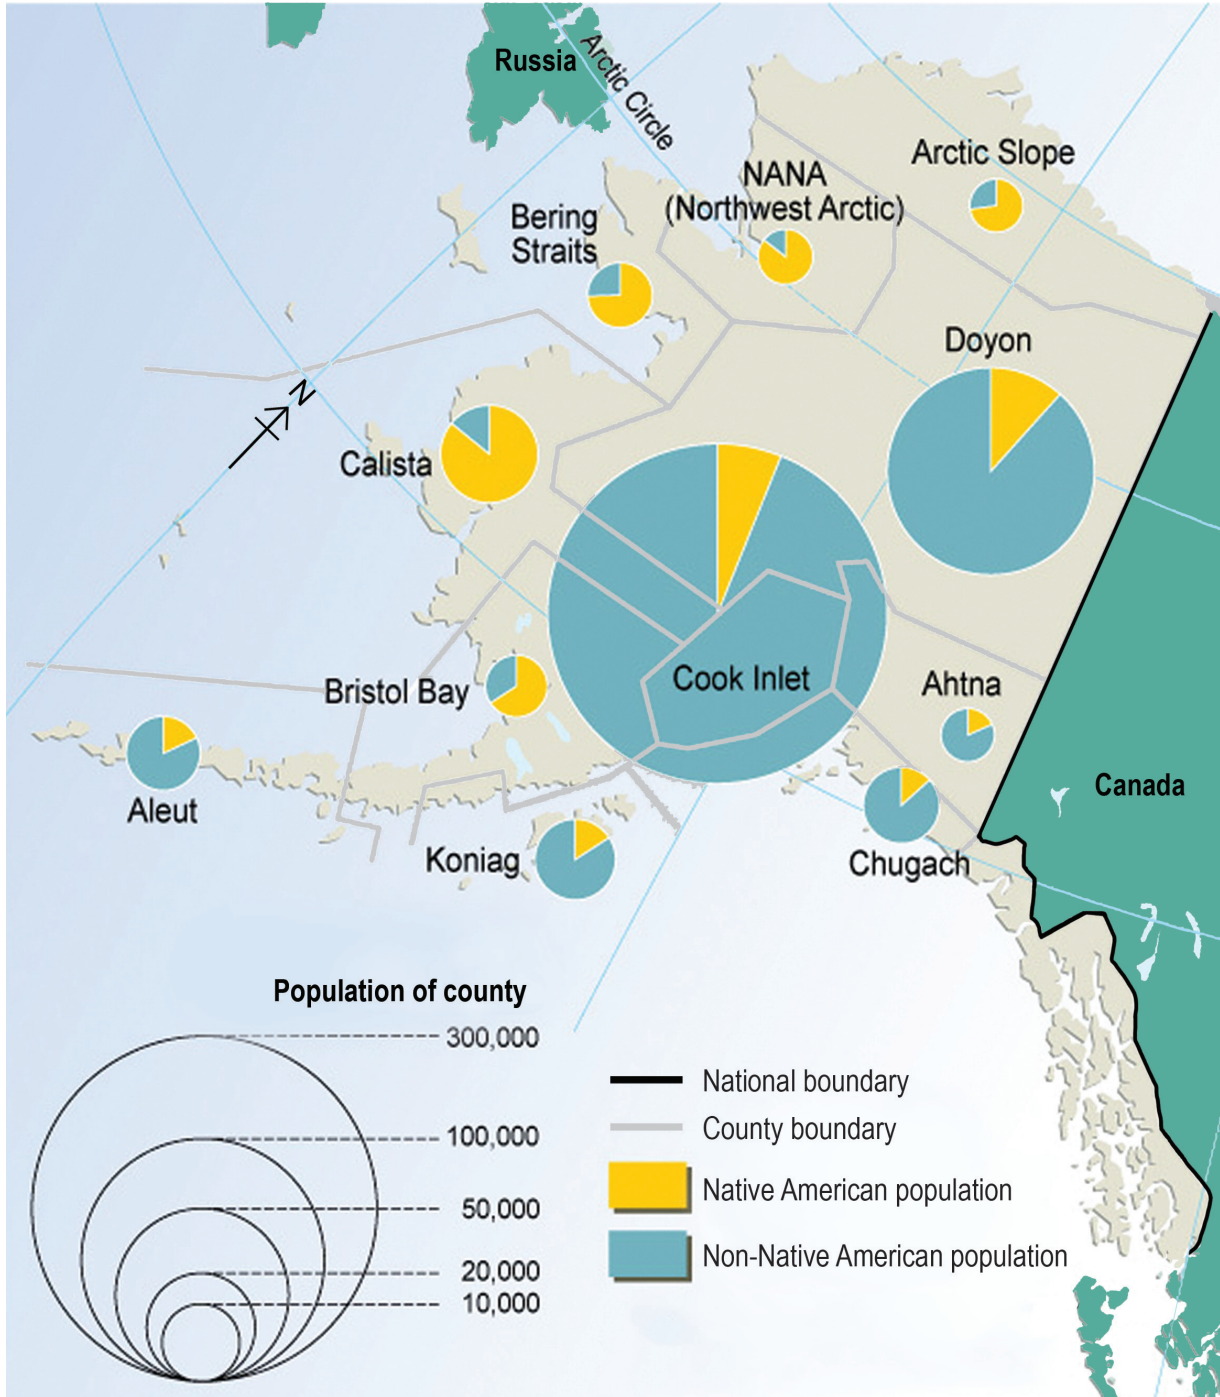 Russia
Arctic Circle
Arctic Slope
NANA
(Northwest Arctic)
Bering
Straits
Doyon
N
Calista
Cook Inlet
Bristol Bay
Ahtna
Canada
Aleut
Koniag
Chugach
Population of county
300,000
100,000
50,000
20,000
10,000
National boundary
County boundary
Native American population
Non-Native American population